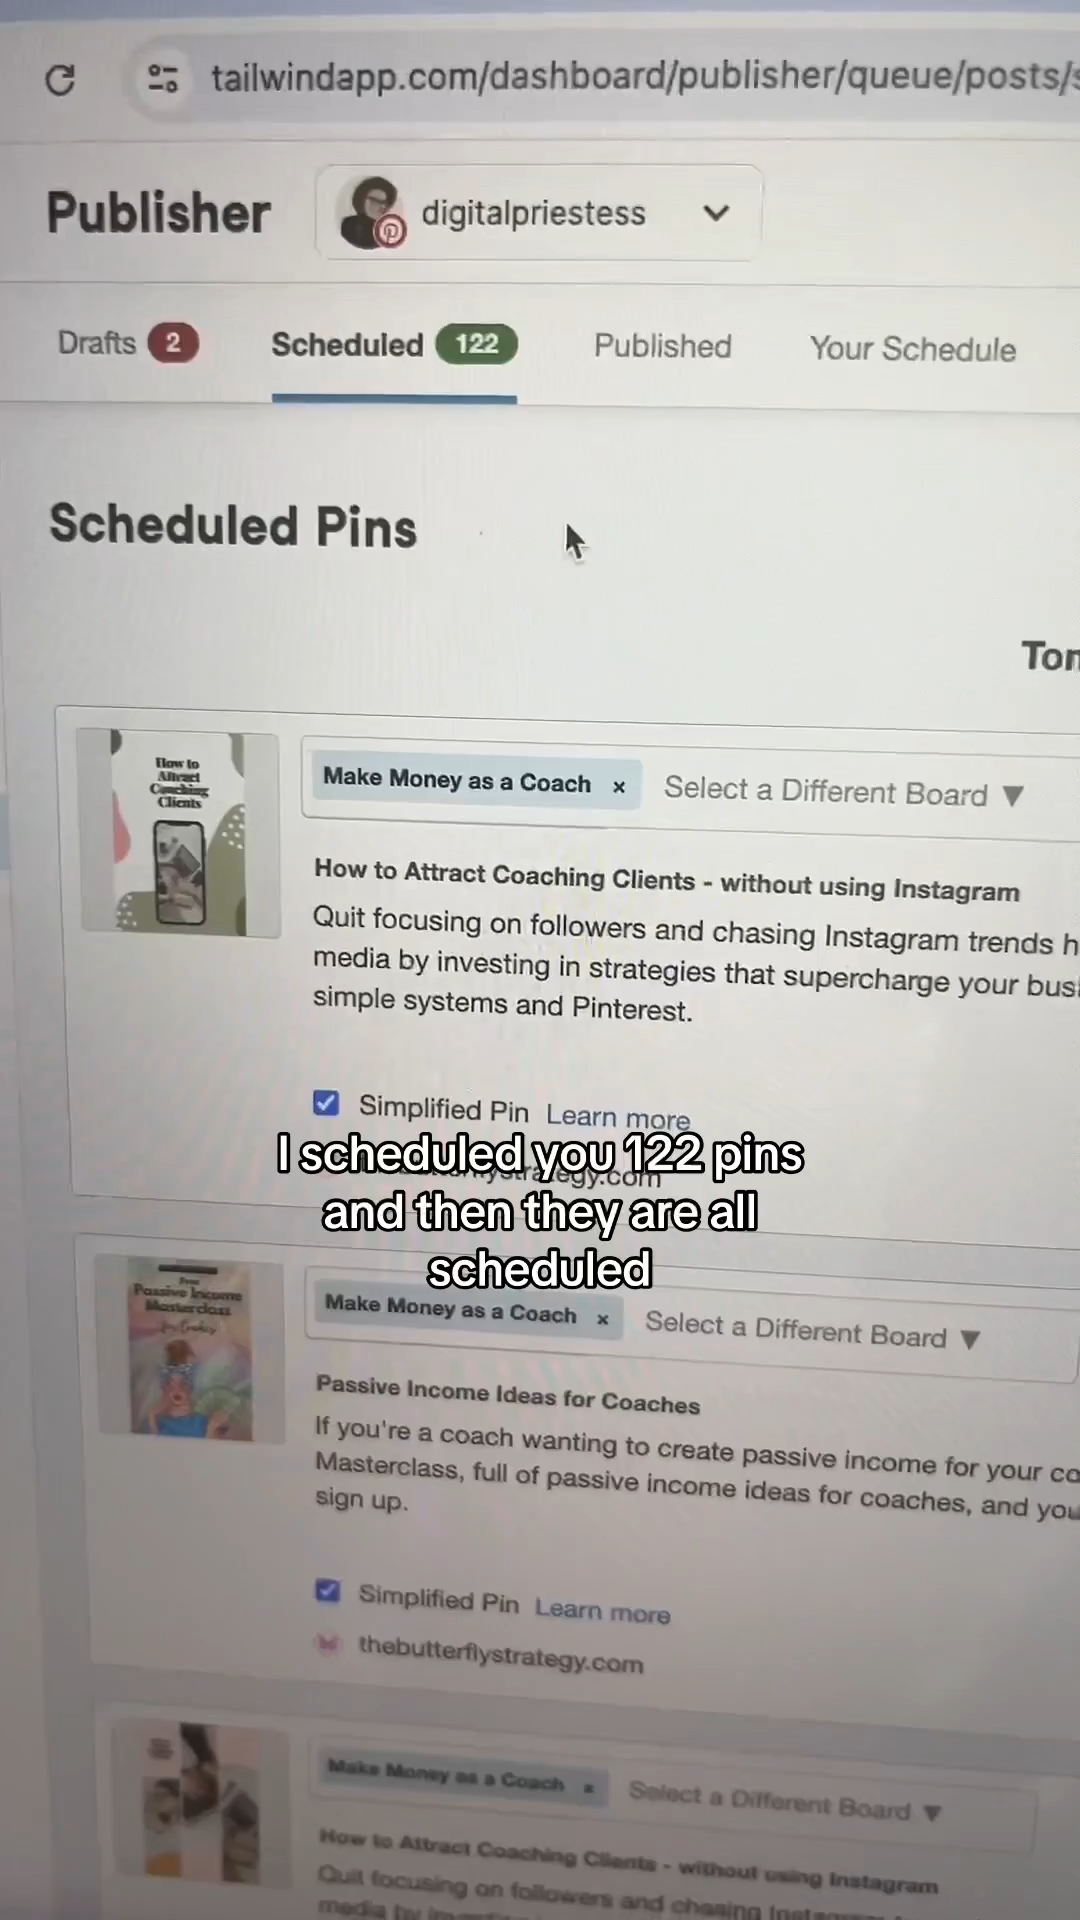 tailwindapp.com/dashboard/publisher/queue/posts/s
Publisher
digitalpriestess
Drafts 2
Scheduled 122
Published
Your Schedule
Scheduled Pins
Tom
How to
Attract
Coaching
Clients
Make Money as a Coach ×
Select a Different Board ▼
How to Attract Coaching Clients - without using Instagram
Quit focusing on followers and chasing Instagram trends h
media by investing in strategies that supercharge your busi
simple systems and Pinterest.
Simplified Pin Learn more
I scheduled you 122 pins
and then they are all
scheduled
Passive Income
Masterclass
Make Money as a Coach ×
Select a Different Board ▼
Passive Income Ideas for Coaches
If you're a coach wanting to create passive income for your co
Masterclass, full of passive income ideas for coaches, and you
sign up.
Simplified Pin Learn more
thebutterflystrategy.com
Make Money as a Coach ×
Select a Different Board ▼
How to Attract Coaching Clients - without using Instagram
Quit focusing on followers and chasing
media by